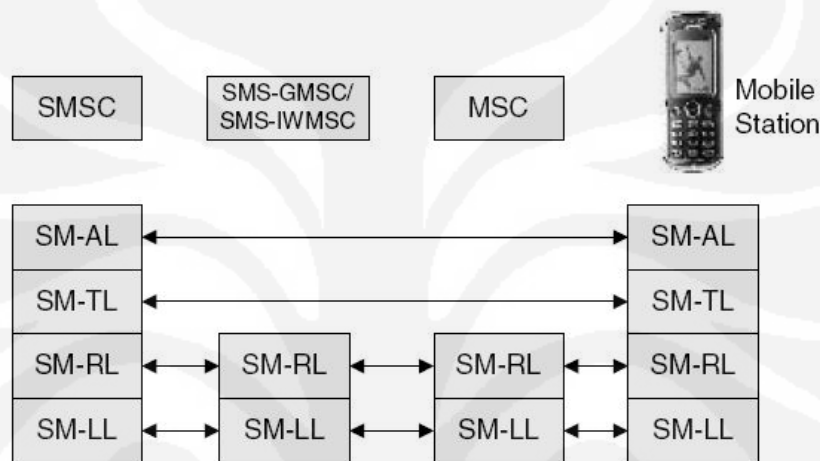 SMSC
SMS-GMSC/
SMS-IWMSC
MSC
Mobile
Station
SM-AL
SM-AL
SM-TL
SM-TL
SM-RL
SM-RL
SM-RL
SM-RL
SM-LL
SM-LL
SM-LL
SM-LL